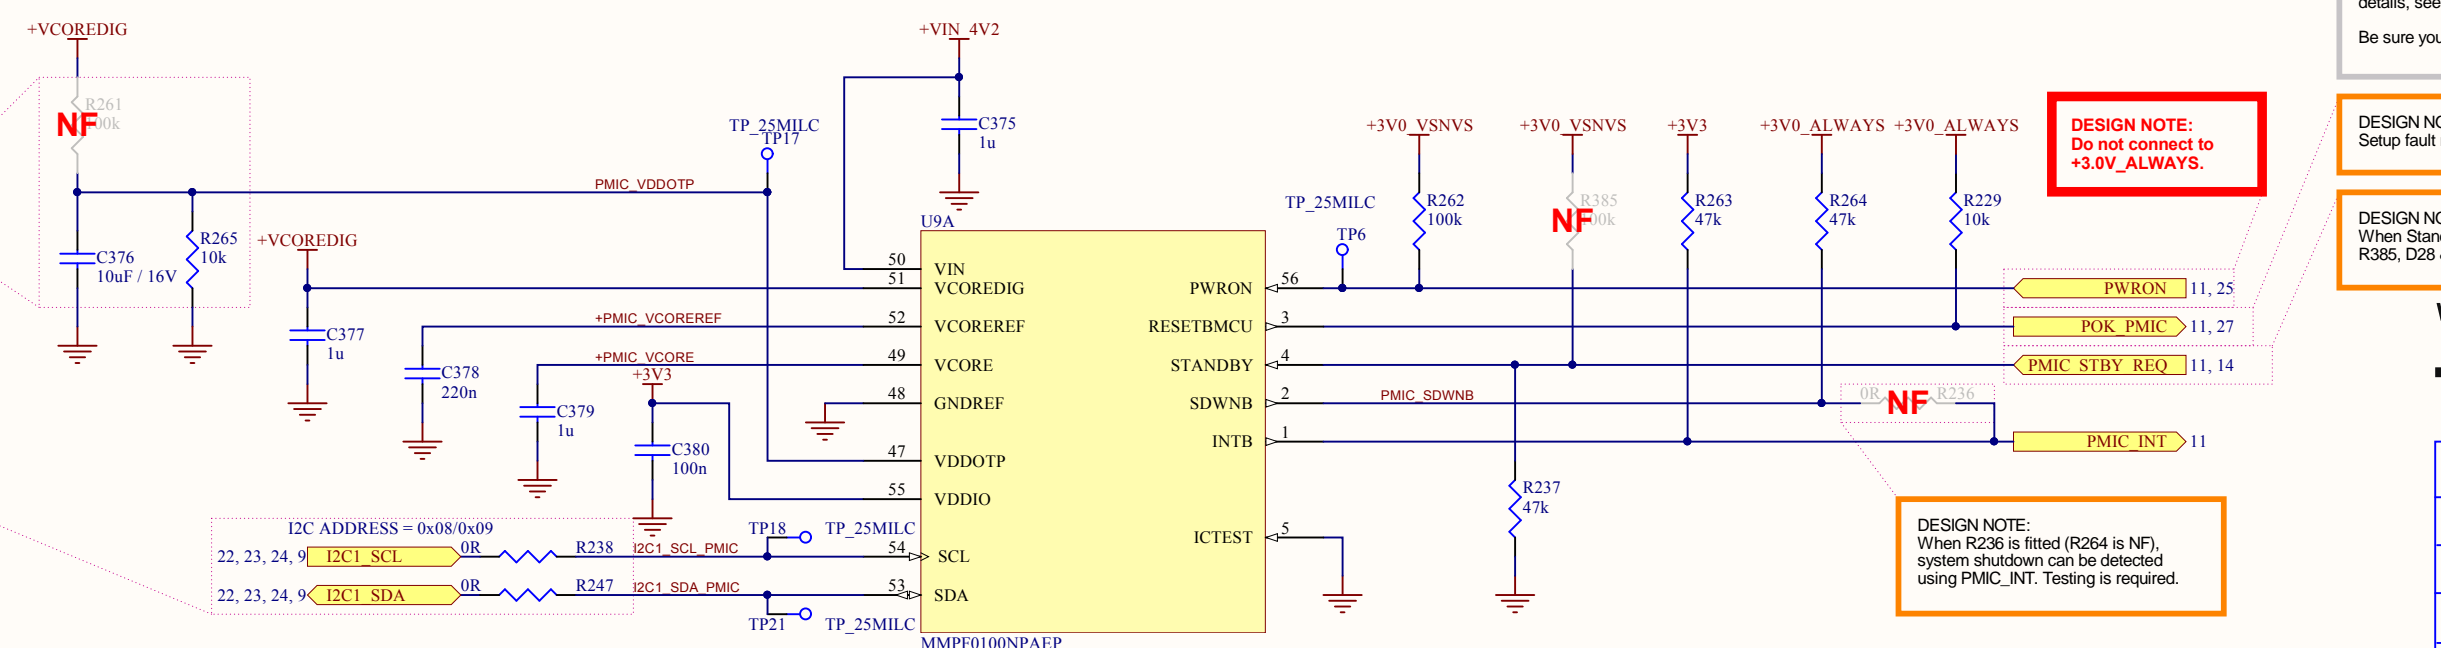 +VCOREDIG
R261
100k
NF
C376
10uF / 16V
R265
10k
+VCOREDIG
C377
1u
+PMIC_VCOREREF
C378
220n
+PMIC_VCORE
C379
1u
+3V3
C380
100n
PMIC_VDDOTP
TP_25MILC
TP17
+VIN_4V2
C375
1u
U9A
50 VIN
51 VCOREDIG
52 VCOREREF
49 VCORE
48 GNDREF
47 VDDOTP
55 VDDIO
54 SCL
53 SDA
MMPF0100NPAEP
I2C ADDRESS = 0x08/0x09
22, 23, 24, 9 I2C1_SCL 0R R238 I2C1_SCL_PMIC
22, 23, 24, 9 I2C1_SDA 0R R247 I2C1_SDA_PMIC
TP18 TP_25MILC
TP21 TP_25MILC
PWRON 56
RESETBMCU 3
STANDBY 4
SDWNB 2
INTB 1
ICTEST 5
TP_25MILC
TP6
+3V0_VSNVS
R262
100k
+3V0_VSNVS
R385
100k
NF
+3V3
R263
47k
+3V0_ALWAYS
R264
47k
+3V0_ALWAYS
R229
10k
R237
47k
PMIC_SDWNB
0R NF R236
PWRON 11, 25
POK_PMIC 11, 27
PMIC_STBY_REQ 11, 14
PMIC_INT 11
DESIGN NOTE:
Do not connect to
+3.0V_ALWAYS.
DESIGN NOTE:
When R236 is fitted (R264 is NF),
system shutdown can be detected
using PMIC_INT. Testing is required.
details, see
Be sure you
DESIGN NO
Setup fault
DESIGN NO
When Stan
R385, D28